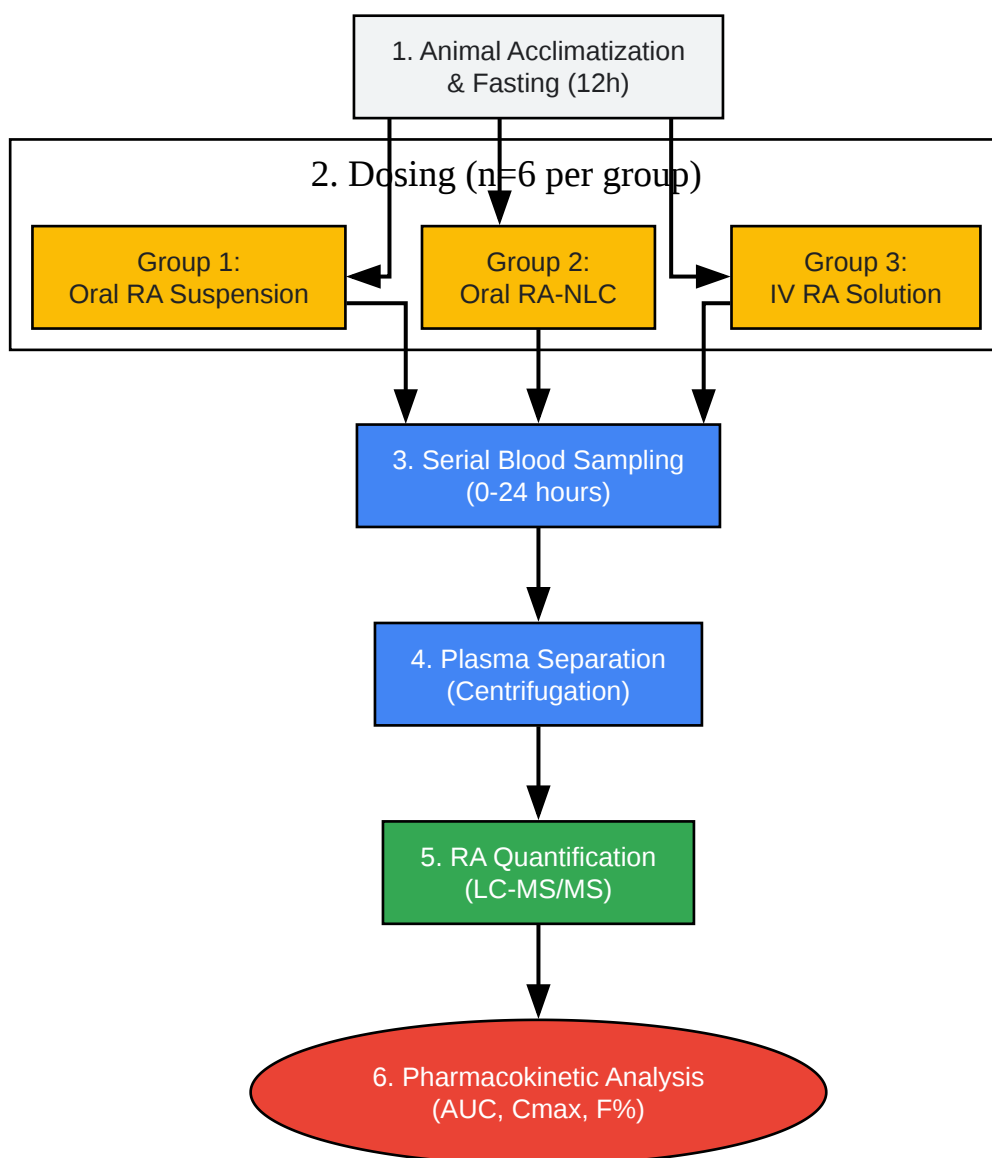 1. Animal Acclimatization
& Fasting (12h)
2. Dosing (n=6 per group)
Group 1:
Oral RA Suspension
Group 2:
Oral RA-NLC
Group 3:
IV RA Solution
3. Serial Blood Sampling
(0-24 hours)
4. Plasma Separation
(Centrifugation)
5. RA Quantification
(LC-MS/MS)
6. Pharmacokinetic Analysis
(AUC, Cmax, F%)